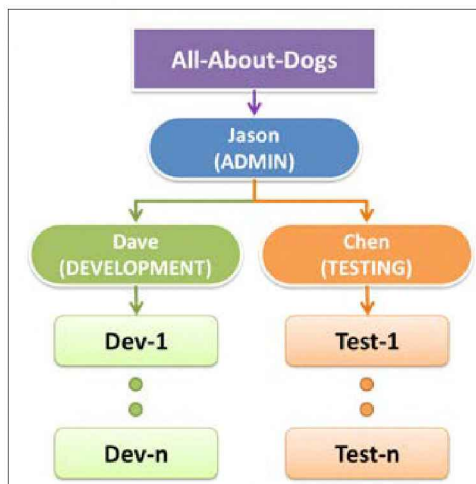 All-About-Dogs
Jason
(ADMIN)
Dave
(DEVELOPMENT)
Chen
(TESTING)
Dev-1
Test-1
Dev-n
Test-n